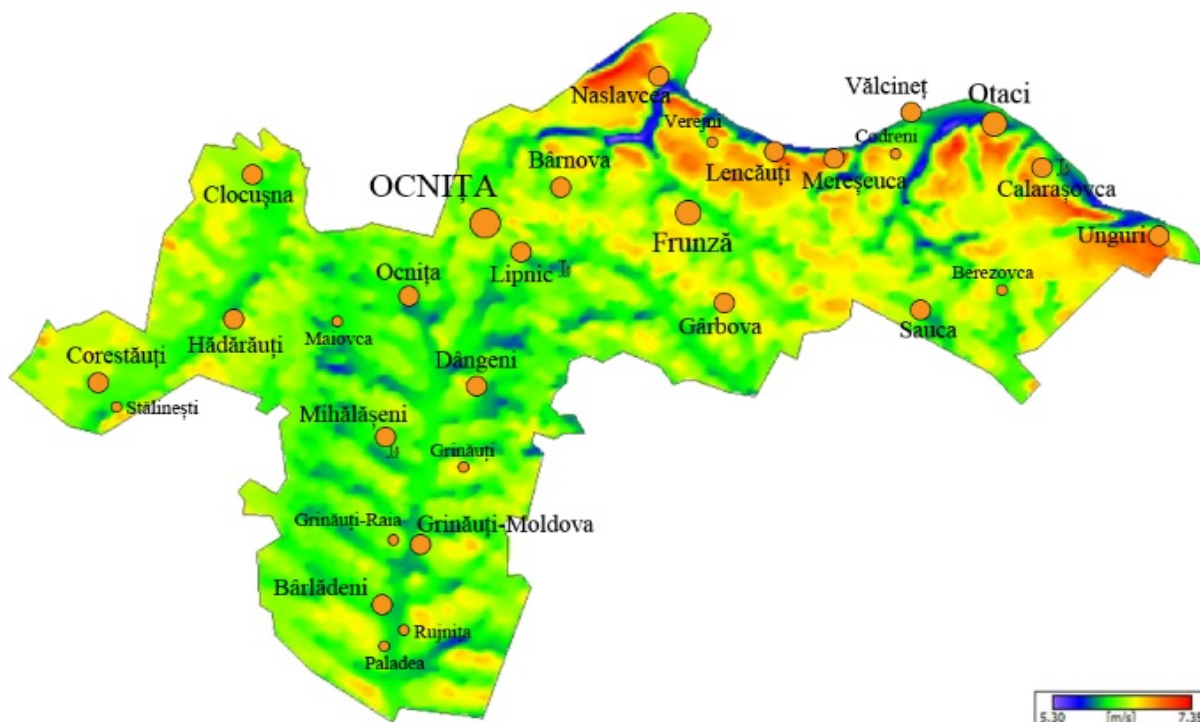 Vălcineț
Otaci
Naslavcea
Verejni
Codreni
Bârnova
Lencăuți
Mereșeuca
Calarașovca
Clocușna
OCNIȚA
Frunză
Unguri
Ocnița
Lipnic
Berezovca
Gârbova
Sauca
Hădărăuți
Maiovca
Corestăuți
Dângeni
Stălinești
Mihălășeni
Grinăuți
Grinăuți-Raia
Grinăuți-Moldova
Bârlădeni
Rujnița
Paladea
5.30 [m/s]